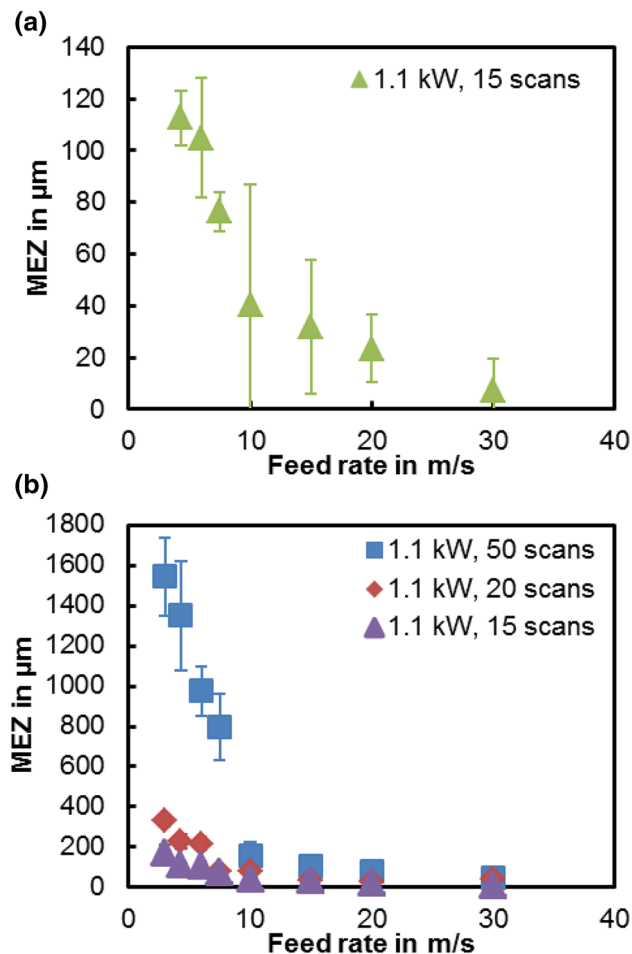 (a)
140
120
100
80
60
40
20
0
MEZ in µm
1.1 kW, 15 scans
0 10 20 30 40
Feed rate in m/s
(b)
1800
1600
1400
1200
1000
800
600
400
200
0
MEZ in µm
1.1 kW, 50 scans
1.1 kW, 20 scans
1.1 kW, 15 scans
0 10 20 30 40
Feed rate in m/s